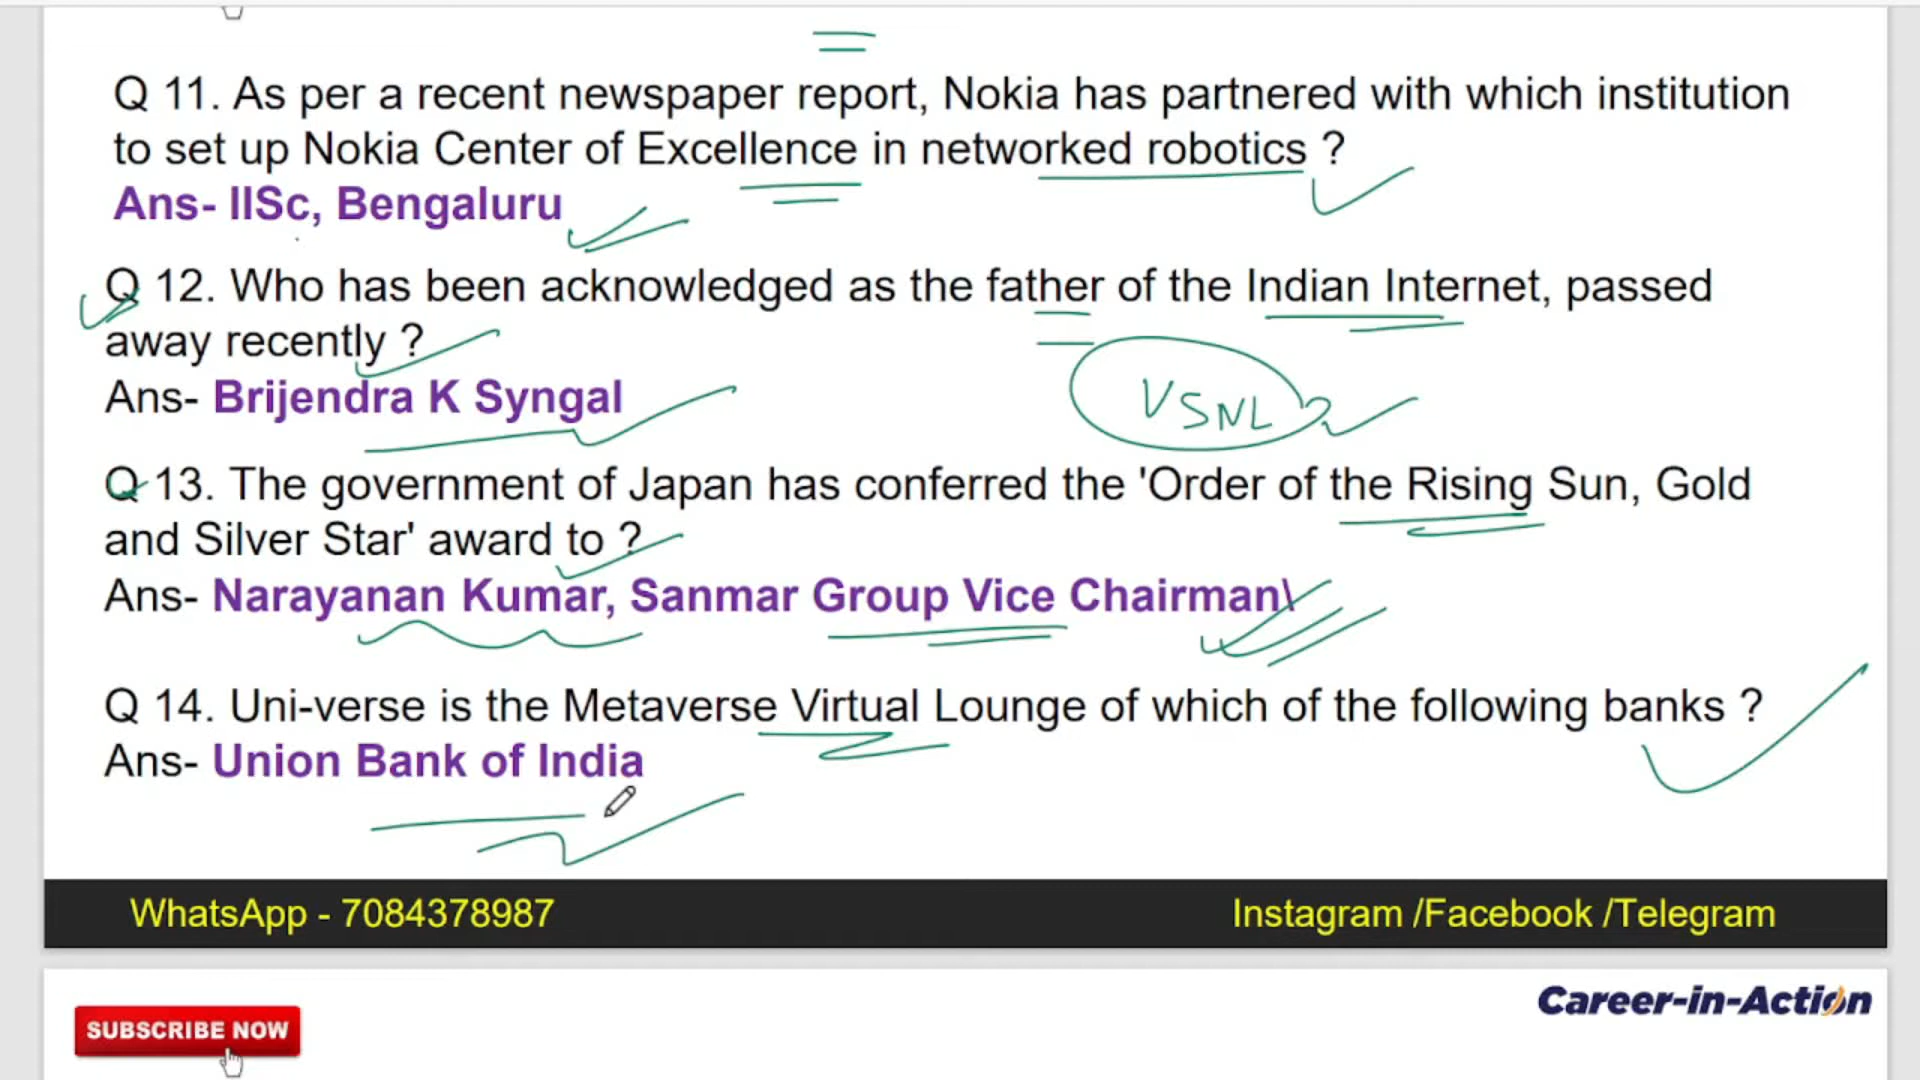 Q 11. As per a recent newspaper report, Nokia has partnered with which institution
to set up Nokia Center of Excellence in networked robotics ?
Ans- IISc, Bengaluru
Q 12. Who has been acknowledged as the father of the Indian Internet, passed
away recently ?
VSNL
Ans- Brijendra K Syngal
Q 13. The government of Japan has conferred the 'Order of the Rising Sun, Gold
and Silver Star' award to ?
Ans- Narayanan Kumar, Sanmar Group Vice Chairman\
Q 14. Uni-verse is the Metaverse Virtual Lounge of which of the following banks ?
Ans- Union Bank of India
WhatsApp - 7084378987
Instagram /Facebook /Telegram
Career-in-Action
SUBSCRIBE NOW